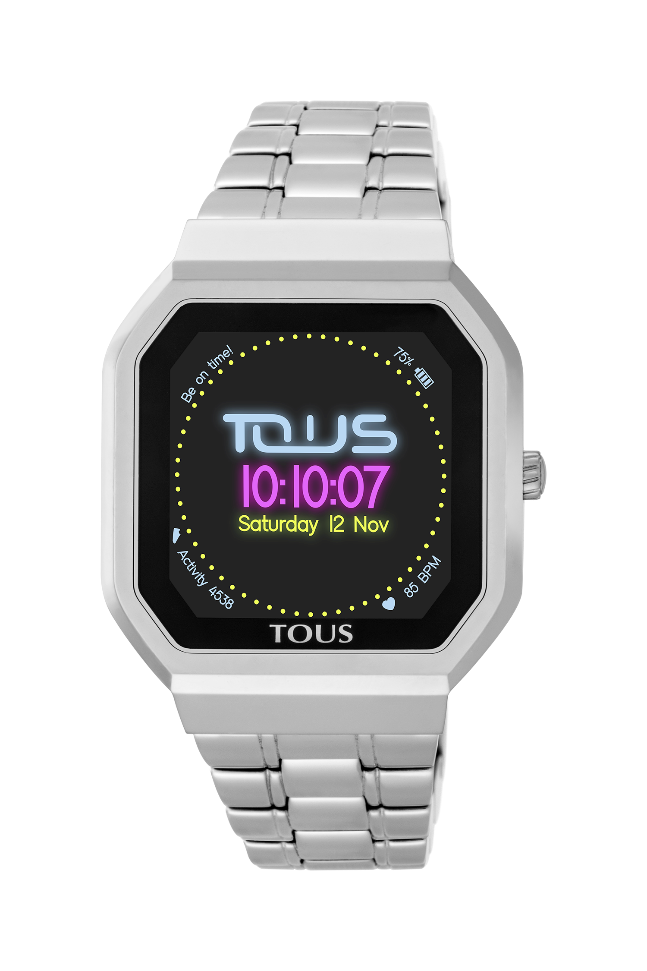 Be on time!
75%
TOUS
10:10:07
Saturday 12 Nov
Activity 4538
85 BPM
TOUS